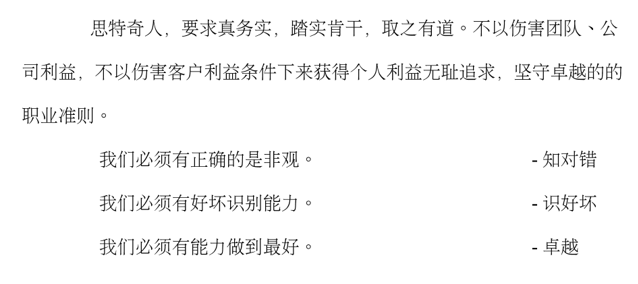 思特奇人，要求真务实，踏实肯干，取之有道。不以伤害团队、公
司利益，不以伤害客户利益条件下来获得个人利益无耻追求，坚守卓越的的
职业准则。
我们必须有正确的是非观。 - 知对错
我们必须有好坏识别能力。 - 识好坏
我们必须有能力做到最好。 - 卓越